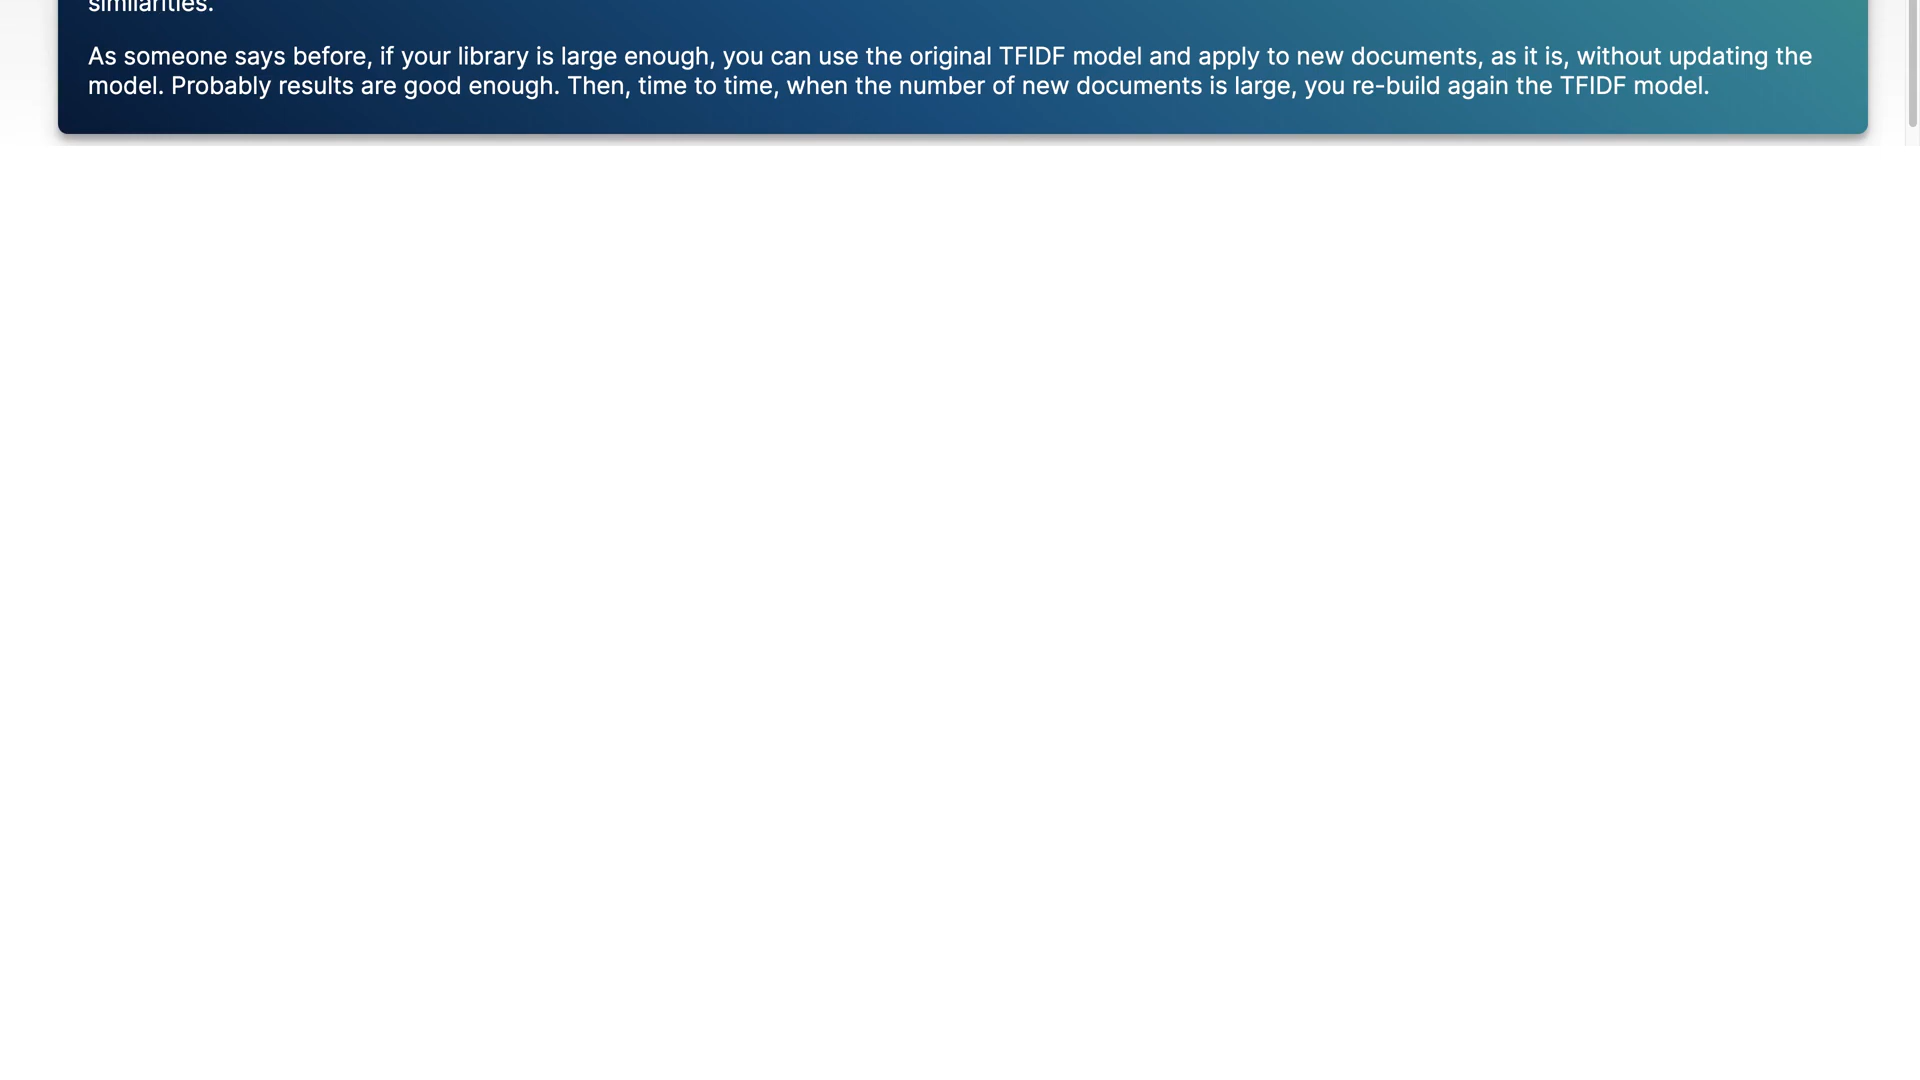 similarities.
As someone says before, if your library is large enough, you can use the original TFIDF model and apply to new documents, as it is, without updating the
model. Probably results are good enough. Then, time to time, when the number of new documents is large, you re-build again the TFIDF model.